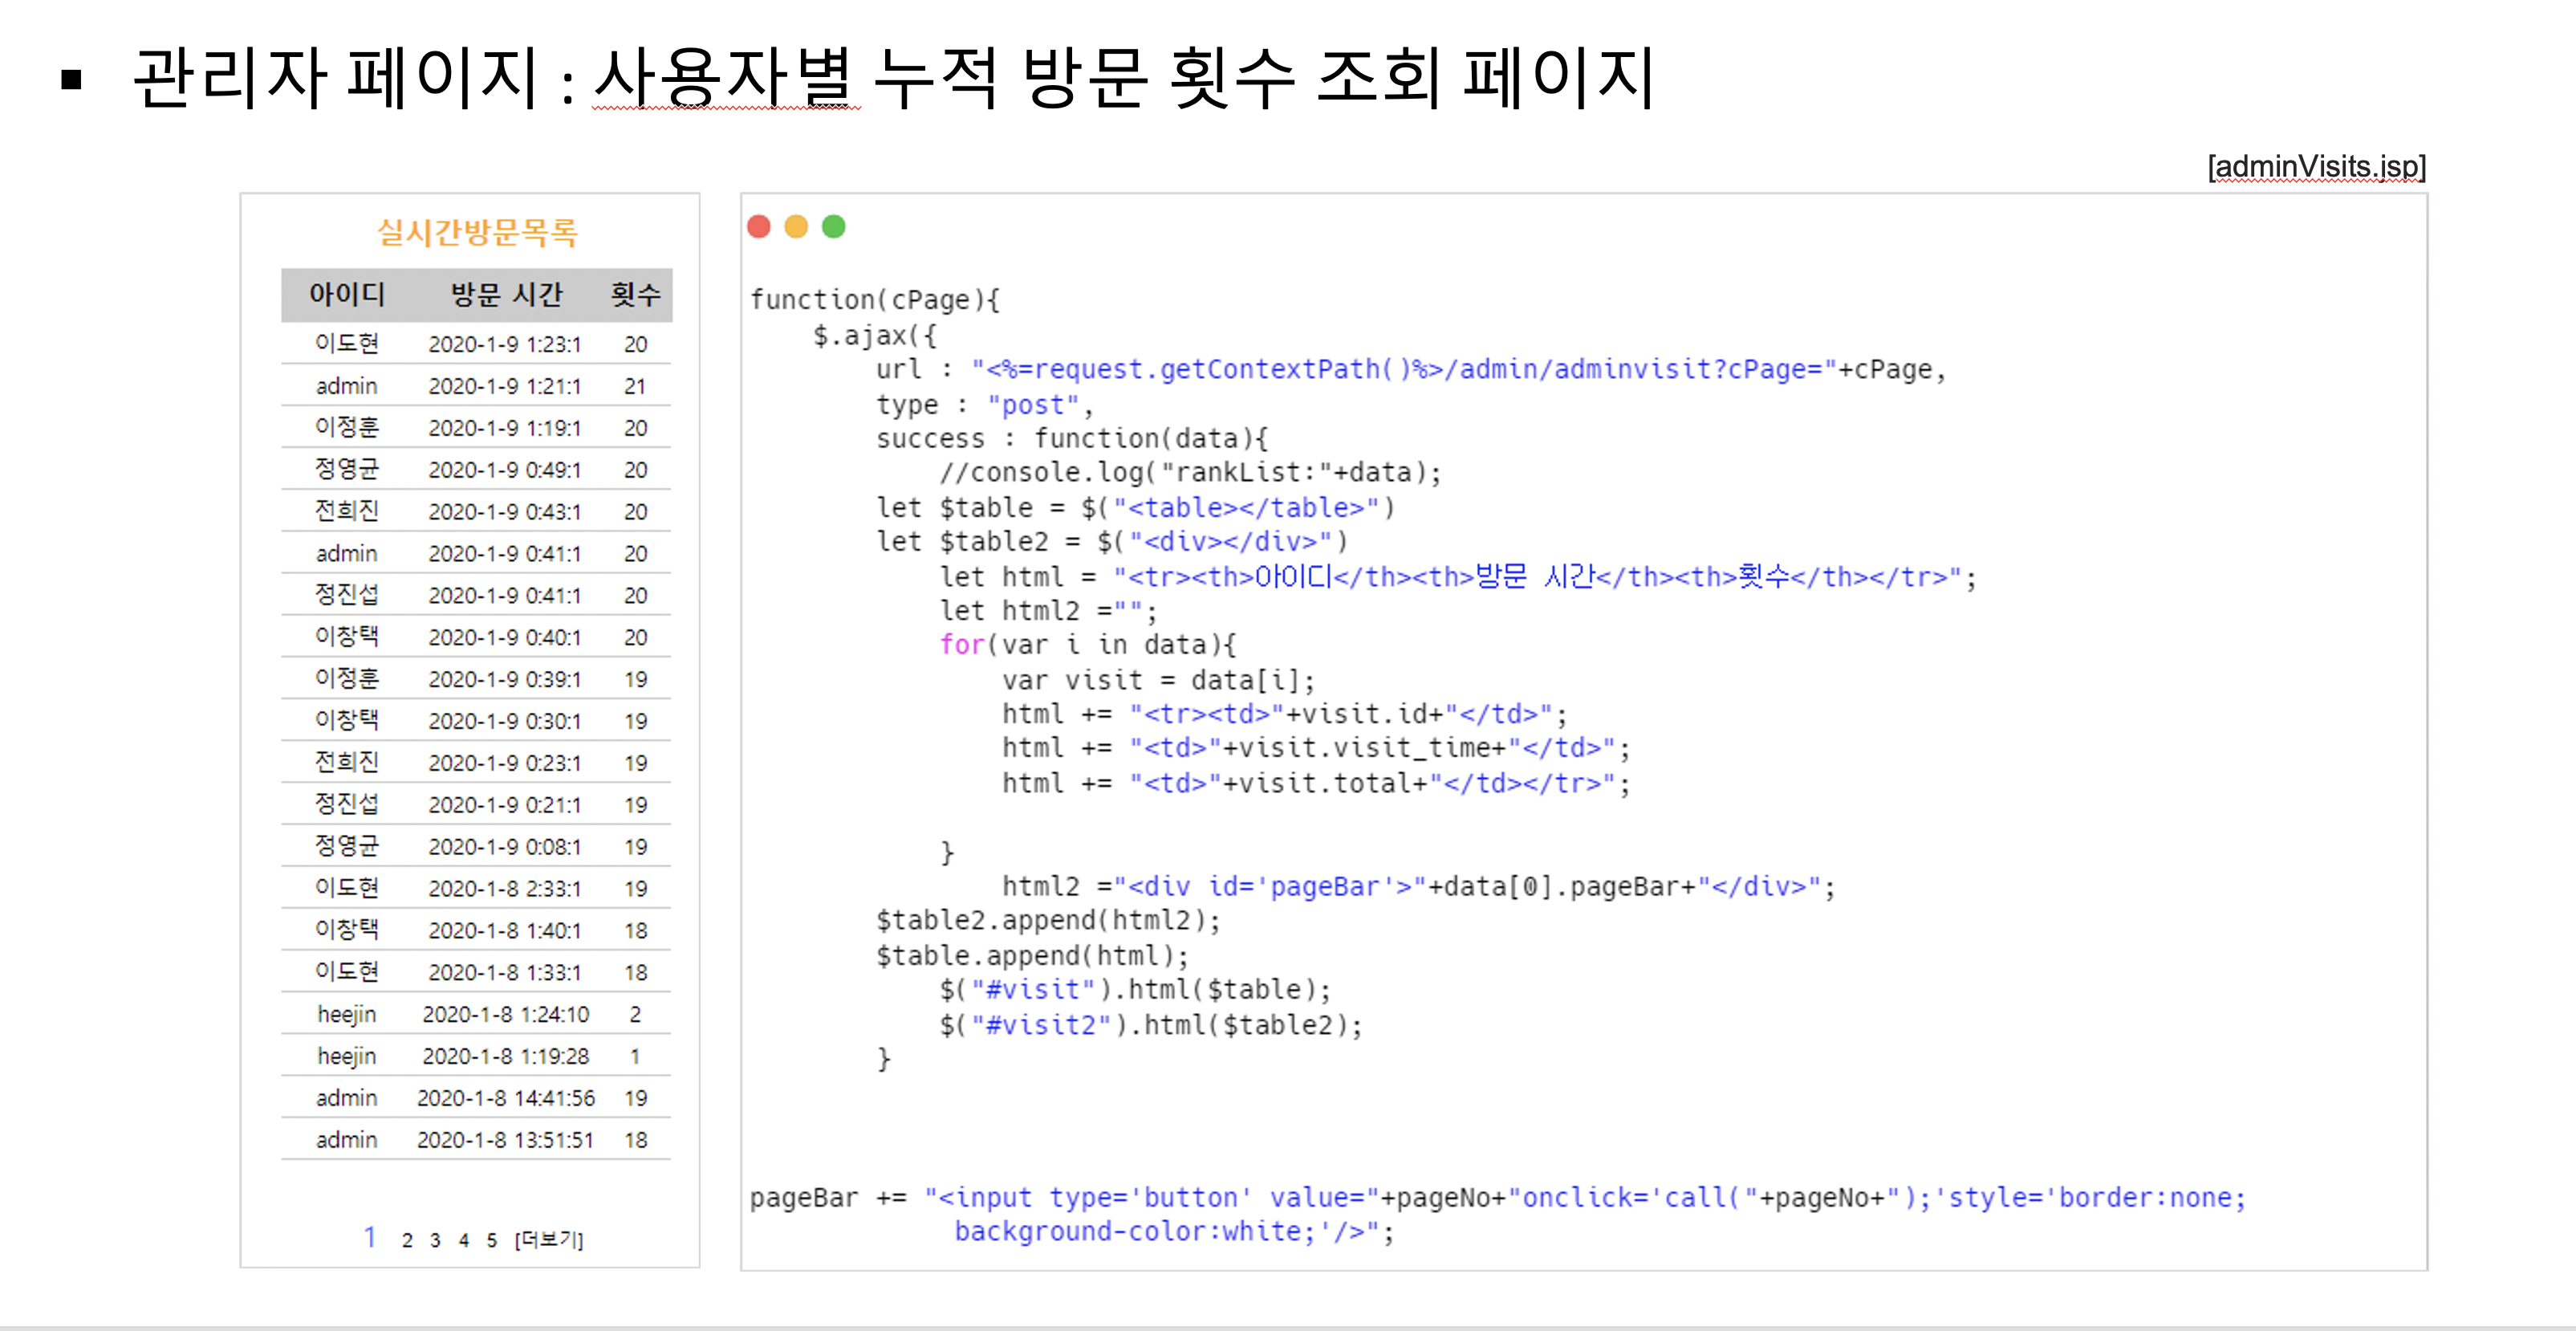 ▪ 관리자 페이지 : 사용자별 누적 방문 횟수 조회 페이지
[adminVisits.jsp]
실시간방문목록
아이디 방문 시간 횟수
이도현 2020-1-9 1:23:1 20
admin 2020-1-9 1:21:1 21
이정훈 2020-1-9 1:19:1 20
정영균 2020-1-9 0:49:1 20
전희진 2020-1-9 0:43:1 20
admin 2020-1-9 0:41:1 20
정진섭 2020-1-9 0:41:1 20
이창택 2020-1-9 0:40:1 20
이정훈 2020-1-9 0:39:1 19
이창택 2020-1-9 0:30:1 19
전희진 2020-1-9 0:23:1 19
정진섭 2020-1-9 0:21:1 19
정영균 2020-1-9 0:08:1 19
이도현 2020-1-8 2:33:1 19
이창택 2020-1-8 1:40:1 18
이도현 2020-1-8 1:33:1 18
heejin 2020-1-8 1:24:10 2
heejin 2020-1-8 1:19:28 1
admin 2020-1-8 14:41:56 19
admin 2020-1-8 13:51:51 18
1 2 3 4 5 [더보기]
function(cPage){
$.ajax({
url : "<%=request.getContextPath()%>/admin/adminvisit?cPage="+cPage,
type : "post",
success : function(data){
//console.log("rankList:"+data);
let $table = $("<table></table>")
let $table2 = $("<div></div>")
let html = "<tr><th>아이디</th><th>방문 시간</th><th>횟수</th></tr>";
let html2 ="";
for(var i in data){
var visit = data[i];
html += "<tr><td>"+visit.id+"</td>";
html += "<td>"+visit.visit_time+"</td>";
html += "<td>"+visit.total+"</td></tr>";
}
html2 ="<div id='pageBar'>"+data[0].pageBar+"</div>";
$table2.append(html2);
$table.append(html);
$("#visit").html($table);
$("#visit2").html($table2);
}
pageBar += "<input type='button' value="+pageNo+"onclick='call("+pageNo+");'style='border:none;
background-color:white;'/>";